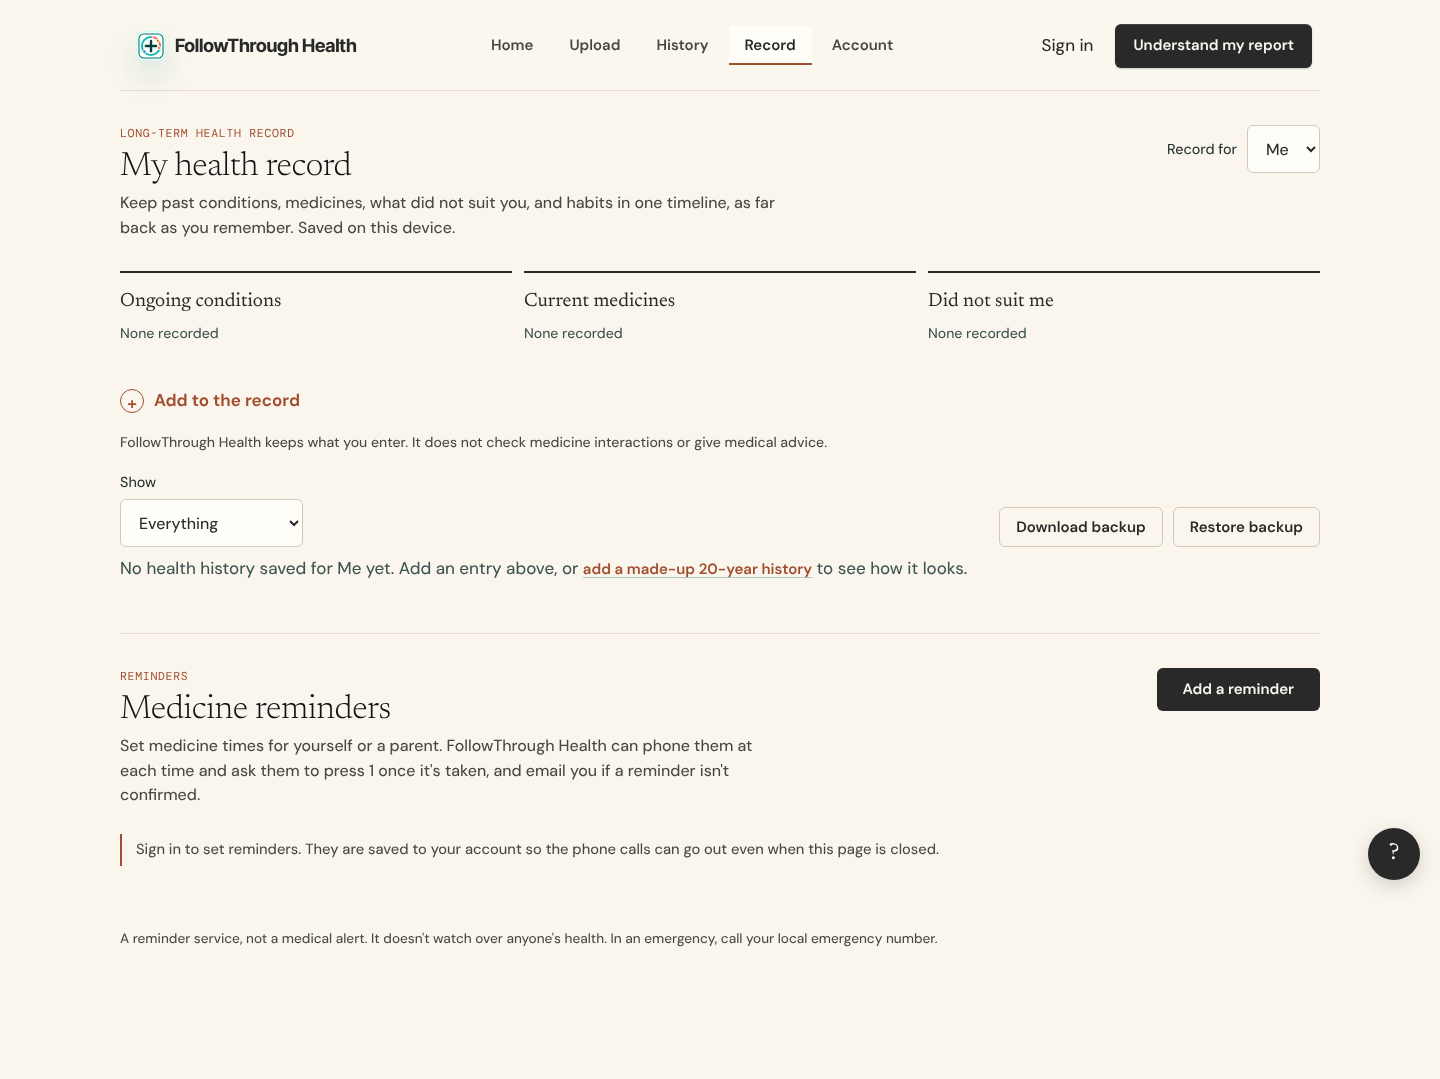 FollowThrough Health
Home
Upload
History
Record
Account
Sign in
Understand my report
LONG-TERM HEALTH RECORD
My health record
Keep past conditions, medicines, what did not suit you, and habits in one timeline, as far
back as you remember. Saved on this device.
Record for
Me
Ongoing conditions
None recorded
Current medicines
None recorded
Did not suit me
None recorded
+ Add to the record
FollowThrough Health keeps what you enter. It does not check medicine interactions or give medical advice.
Show
Everything
Download backup
Restore backup
No health history saved for Me yet. Add an entry above, or add a made-up 20-year history to see how it looks.
REMINDERS
Medicine reminders
Add a reminder
Set medicine times for yourself or a parent. FollowThrough Health can phone them at
each time and ask them to press 1 once it's taken, and email you if a reminder isn't
confirmed.
Sign in to set reminders. They are saved to your account so the phone calls can go out even when this page is closed.
?
A reminder service, not a medical alert. It doesn't watch over anyone's health. In an emergency, call your local emergency number.